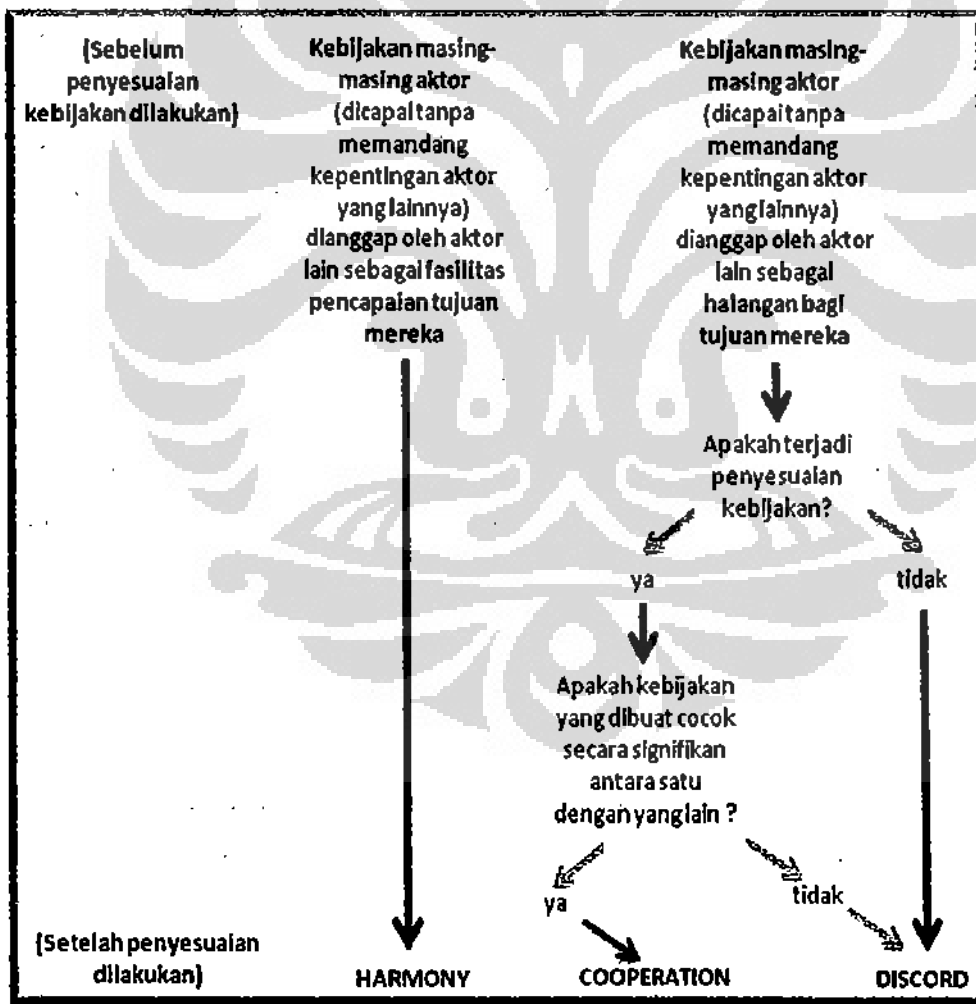 (Sebelum
penyesuaian
kebijakan dilakukan)
Kebijakan masing-
masing aktor
(dicapai tanpa
memandang
kepentingan aktor
yang lainnya)
dianggap oleh aktor
lain sebagai fasilitas
pencapaian tujuan
mereka
Kebijakan masing-
masing aktor
(dicapai tanpa
memandang
kepentingan aktor
yang lainnya)
dianggap oleh aktor
lain sebagai
halangan bagi
tujuan mereka
Apakah terjadi
penyesuaian
kebijakan?
ya
tidak
Apakah kebijakan
yang dibuat cocok
secara signifikan
antara satu
dengan yang lain ?
ya
tidak
(Setelah penyesuaian
dilakukan)
HARMONY
COOPERATION
DISCORD